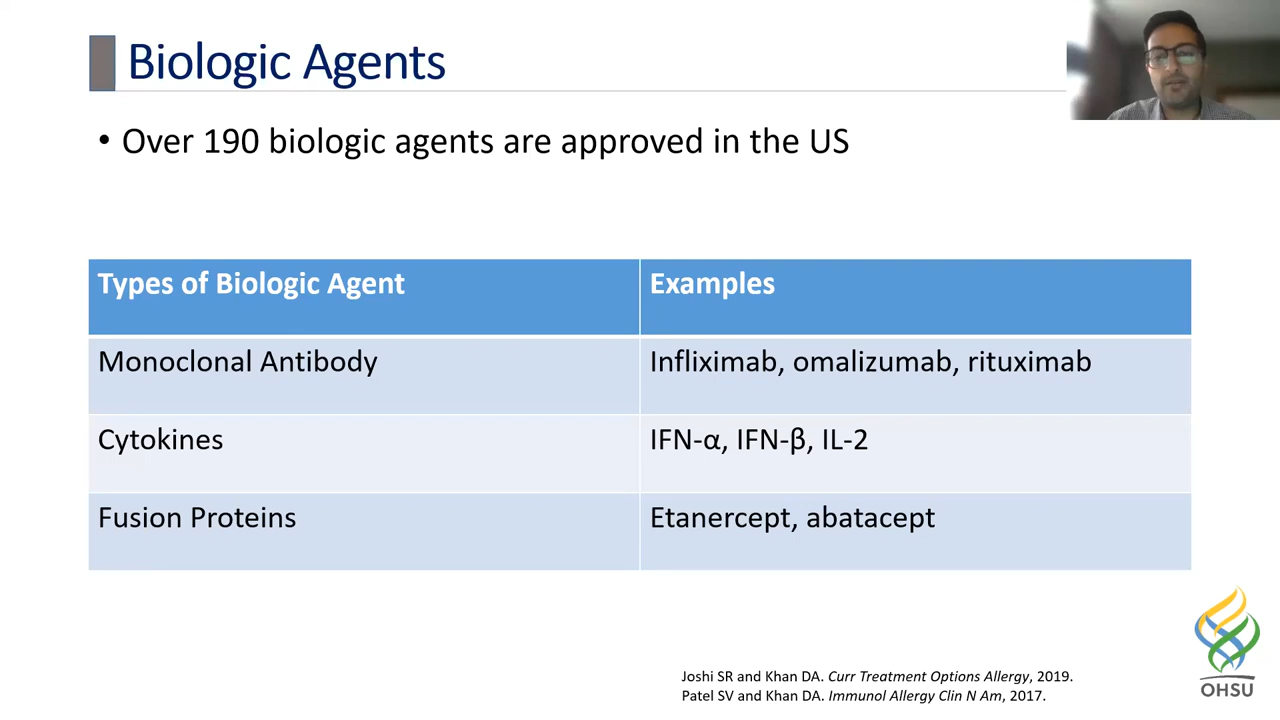 Biologic Agents
• Over 190 biologic agents are approved in the US
Types of Biologic Agent Examples
Monoclonal Antibody Infliximab, omalizumab, rituximab
Cytokines IFN-α, IFN-β, IL-2
Fusion Proteins Etanercept, abatacept
Joshi SR and Khan DA. Curr Treatment Options Allergy, 2019.
Patel SV and Khan DA. Immunol Allergy Clin N Am, 2017.
OHSU